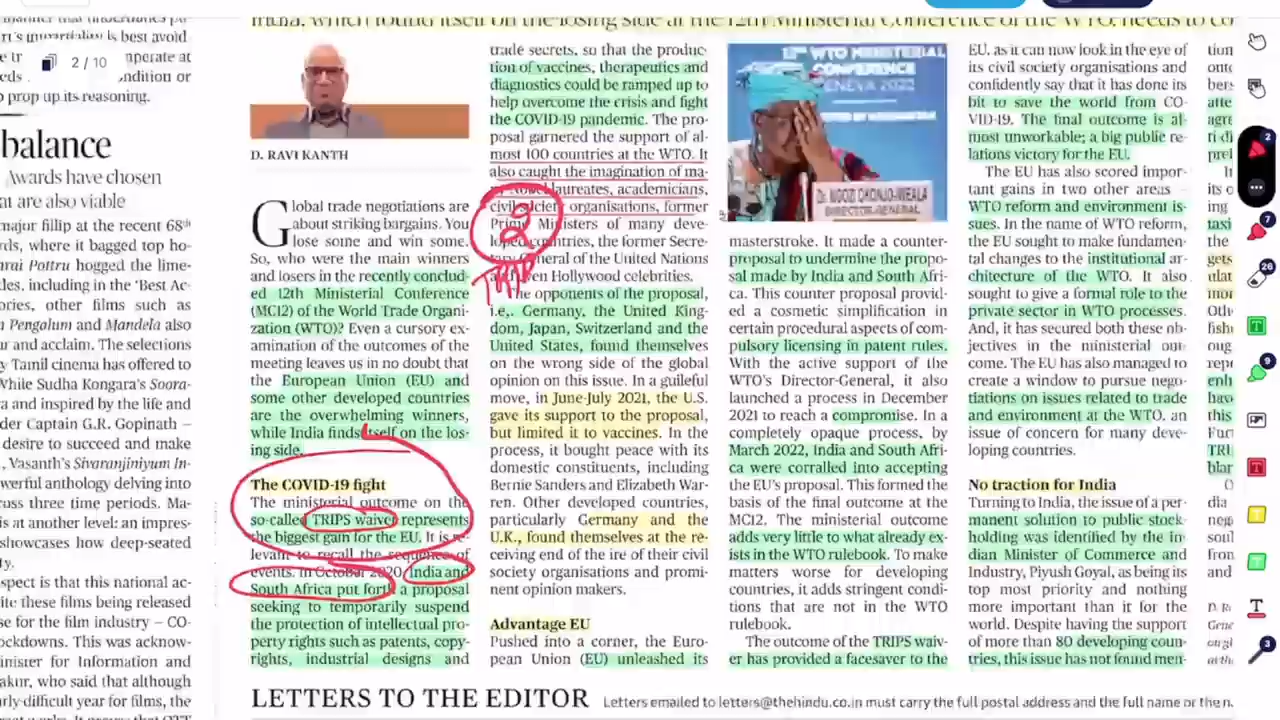 India, which found itself on the losing side at the 12th Ministerial Conference of the WTO, needs to co
2 / 10
is best avoid
mperate at
ndition or
prop up its reasoning.
balance
Awards have chosen
at are also viable
major fillip at the recent 68th
rds, where it bagged top ho-
rai Pottru hogged the lime-
les, including in the 'Best Ac-
ories, other films such as
n Pengalum and Mandela also
ur and acclaim. The selections
y Tamil cinema has offered to
While Sudha Kongara's Soora-
a and inspired by the life and
der Captain G.R. Gopinath –
desire to succeed and make
, Vasanth's Sivaranjiniyum In-
werful anthology delving into
ross three time periods. Ma-
is at another level: an impres-
showcases how deep-seated
ty.
spect is that this national ac-
ite these films being released
se for the film industry – CO-
ockdowns. This was acknow-
inister for Information and
akur, who said that although
rly-difficult year for films, the
D. RAVI KANTH
Global trade negotiations are
about striking bargains. You
lose some and win some.
So, who were the main winners
and losers in the recently conclud-
ed 12th Ministerial Conference
(MC12) of the World Trade Organi-
zation (WTO)? Even a cursory ex-
amination of the outcomes of the
meeting leaves us in no doubt that
the European Union (EU) and
some other developed countries
are the overwhelming winners,
while India finds itself on the los-
ing side.
The COVID-19 fight
The ministerial outcome on the
so-called TRIPS waiver represents
the biggest gain for the EU. It is re-
levant to recall the sequence of
events. In October 2020, India and
South Africa put forth a proposal
seeking to temporarily suspend
the protection of intellectual pro-
perty rights such as patents, copy-
rights, industrial designs and
trade secrets, so that the produc-
tion of vaccines, therapeutics and
diagnostics could be ramped up to
help overcome the crisis and fight
the COVID-19 pandemic. The pro-
posal garnered the support of al-
most 100 countries at the WTO. It
also caught the imagination of ma-
ny Nobel laureates, academicians,
civil society organisations, former
Prime Ministers of many deve-
loped countries, the former Secre-
tary General of the United Nations
and even Hollywood celebrities.
The opponents of the proposal,
i.e., Germany, the United King-
dom, Japan, Switzerland and the
United States, found themselves
on the wrong side of the global
opinion on this issue. In a guileful
move, in June-July 2021, the U.S.
gave its support to the proposal,
but limited it to vaccines. In the
process, it bought peace with its
domestic constituents, including
Bernie Sanders and Elizabeth War-
ren. Other developed countries,
particularly Germany and the
U.K., found themselves at the re-
ceiving end of the ire of their civil
society organisations and promi-
nent opinion makers.
Advantage EU
Pushed into a corner, the Euro-
pean Union (EU) unleashed its
2
12TH WTO MINISTERIAL
CONFERENCE
GENEVA 2022
Dr. NGOZI OKONJO-IWEALA
DIRECTOR-GENERAL
masterstroke. It made a counter-
proposal to undermine the propo-
sal made by India and South Afri-
ca. This counter proposal provid-
ed a cosmetic simplification in
certain procedural aspects of com-
pulsory licensing in patent rules.
With the active support of the
WTO's Director-General, it also
launched a process in December
2021 to reach a compromise. In a
completely opaque process, by
March 2022, India and South Afri-
ca were corralled into accepting
the EU's proposal. This formed the
basis of the final outcome at the
MC12. The ministerial outcome
adds very little to what already ex-
ists in the WTO rulebook. To make
matters worse for developing
countries, it adds stringent condi-
tions that are not in the WTO
rulebook.
The outcome of the TRIPS waiv-
er has provided a facesaver to the
EU, as it can now look in the eye of
its civil society organisations and
confidently say that it has done its
bit to save the world from CO-
VID-19. The final outcome is al-
most unworkable; a big public re-
lations victory for the EU.
The EU has also scored impor-
tant gains in two other areas –
WTO reform and environment is-
sues. In the name of WTO reform,
the EU sought to make fundamen-
tal changes to the institutional ar-
chitecture of the WTO. It also
sought to give a formal role to the
private sector in WTO processes.
And, it has secured both these ob-
jectives in the ministerial out-
come. The EU has also managed to
create a window to pursue nego-
tiations on issues related to trade
and environment at the WTO, an
issue of concern for many deve-
loping countries.
No traction for India
Turning to India, the issue of a per-
manent solution to public stock-
holding was identified by the In-
dian Minister of Commerce and
Industry, Piyush Goyal, as being its
top most priority and nothing
more important than it for the
world. Despite having the support
of more than 80 developing coun-
tries, this issue has not found men-
LETTERS TO THE EDITOR
Letters emailed to letters@thehindu.co.in must carry the full postal address and the full name or the n